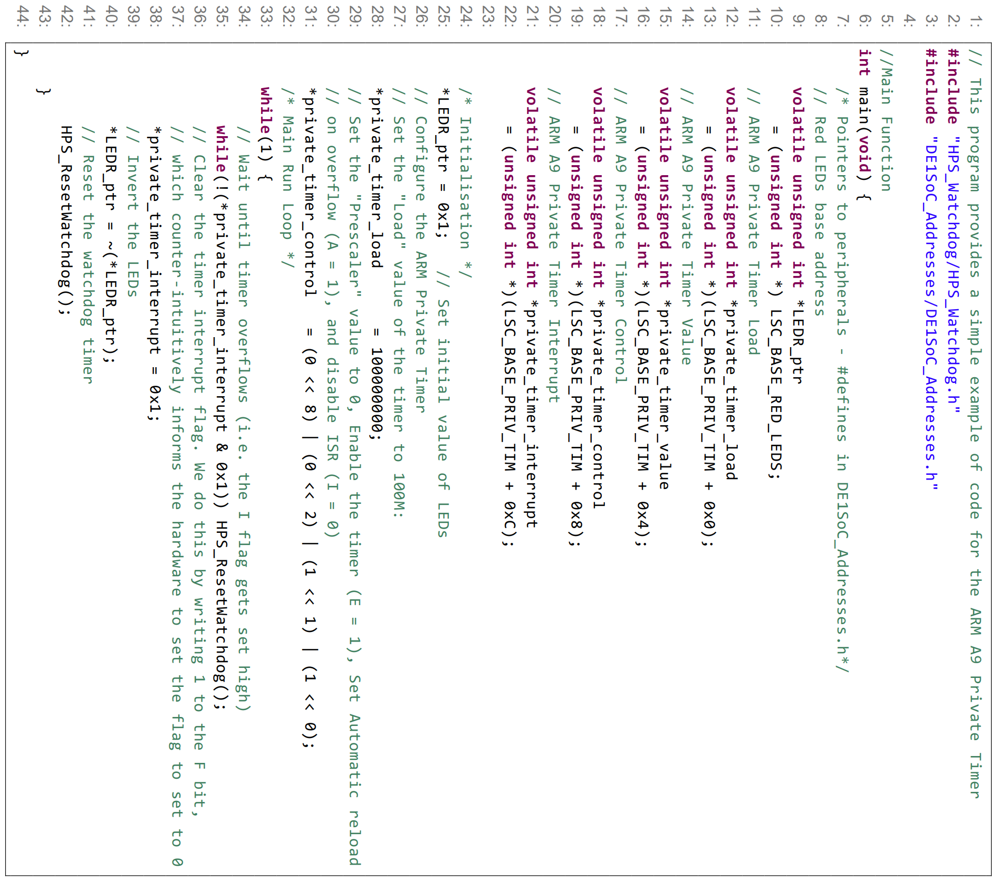 1: // This program provides a simple example of code for the ARM A9 Private Timer
2: #include "HPS_Watchdog/HPS_Watchdog.h"
3: #include "DE1SoC_Addresses/DE1SoC_Addresses.h"
4:
5: //Main Function
6: int main(void) {
7:     /* Pointers to peripherals - #defines in DE1SoC_Addresses.h*/
8:     // Red LEDs base address
9:     volatile unsigned int *LEDR_ptr
10:         = (unsigned int *) LSC_BASE_RED_LEDS;
11:     // ARM A9 Private Timer Load
12:     volatile unsigned int *private_timer_load
13:         = (unsigned int *)(LSC_BASE_PRIV_TIM + 0x0);
14:     // ARM A9 Private Timer Value
15:     volatile unsigned int *private_timer_value
16:         = (unsigned int *)(LSC_BASE_PRIV_TIM + 0x4);
17:     // ARM A9 Private Timer Control
18:     volatile unsigned int *private_timer_control
19:         = (unsigned int *)(LSC_BASE_PRIV_TIM + 0x8);
20:     // ARM A9 Private Timer Interrupt
21:     volatile unsigned int *private_timer_interrupt
22:         = (unsigned int *)(LSC_BASE_PRIV_TIM + 0xC);
23:
24:     /* Initialisation */
25:     *LEDR_ptr = 0x1;   // Set initial value of LEDs
26:     // Configure the ARM Private Timer
27:     // Set the "Load" value of the timer to 100M:
28:     *private_timer_load      = 100000000;
29:     // Set the "Prescaler" value to 0, Enable the timer (E = 1), Set Automatic reload
30:     // on overflow (A = 1), and disable ISR (I = 0)
31:     *private_timer_control   = (0 << 8) | (0 << 2) | (1 << 1) | (1 << 0);
32:     /* Main Run Loop */
33:     while(1) {
34:         // Wait until timer overflows (i.e. the I flag gets set high)
35:         while(!(*private_timer_interrupt & 0x1)) HPS_ResetWatchdog();
36:         // Clear the timer interrupt flag. We do this by writing 1 to the F bit,
37:         // which counter-intuitively informs the hardware to set the flag to set to 0
38:         *private_timer_interrupt = 0x1;
39:         // Invert the LEDs
40:         *LEDR_ptr = ~(*LEDR_ptr);
41:         // Reset the watchdog timer
42:         HPS_ResetWatchdog();
43:     }
44: }